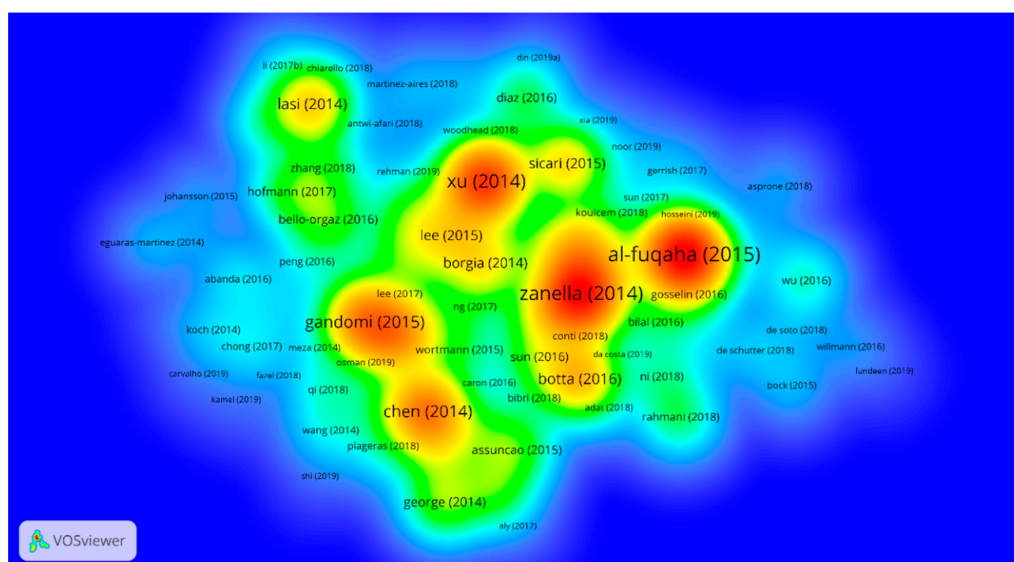 din (2019a)
li (2017b) chiarello (2018)
martinez-aires (2018)
lasi (2014)
díaz (2016)
antwi-afari (2018)
xia (2019)
woodhead (2018)
noor (2019)
sicari (2015)
zhang (2018)
rehman (2019)
gerrish (2017)
xu (2014)
asprone (2018)
hofmann (2017)
johansson (2015)
sun (2017)
kouicem (2018)
hosseini (2019)
bello-orgaz (2016)
lee (2015)
eguaras-martinez (2014)
al-fuqaha (2015)
peng (2016)
borgia (2014)
abanda (2016)
wu (2016)
lee (2017)
zanella (2014)
gosselin (2016)
ng (2017)
gandomi (2015)
bilal (2016)
koch (2014)
de soto (2018)
conti (2018)
chong (2017)
meza (2014)
wortmann (2015)
de schutter (2018)
willmann (2016)
sun (2016)
da costa (2019)
osman (2019)
carvalho (2019)
fazel (2018)
lundeen (2019)
ni (2018)
botta (2016)
caron (2016)
bock (2015)
qi (2018)
bibri (2018)
kamel (2019)
adat (2018)
chen (2014)
rahmani (2018)
wang (2014)
plageras (2018)
assuncao (2015)
shi (2019)
george (2014)
aly (2017)
VOSviewer